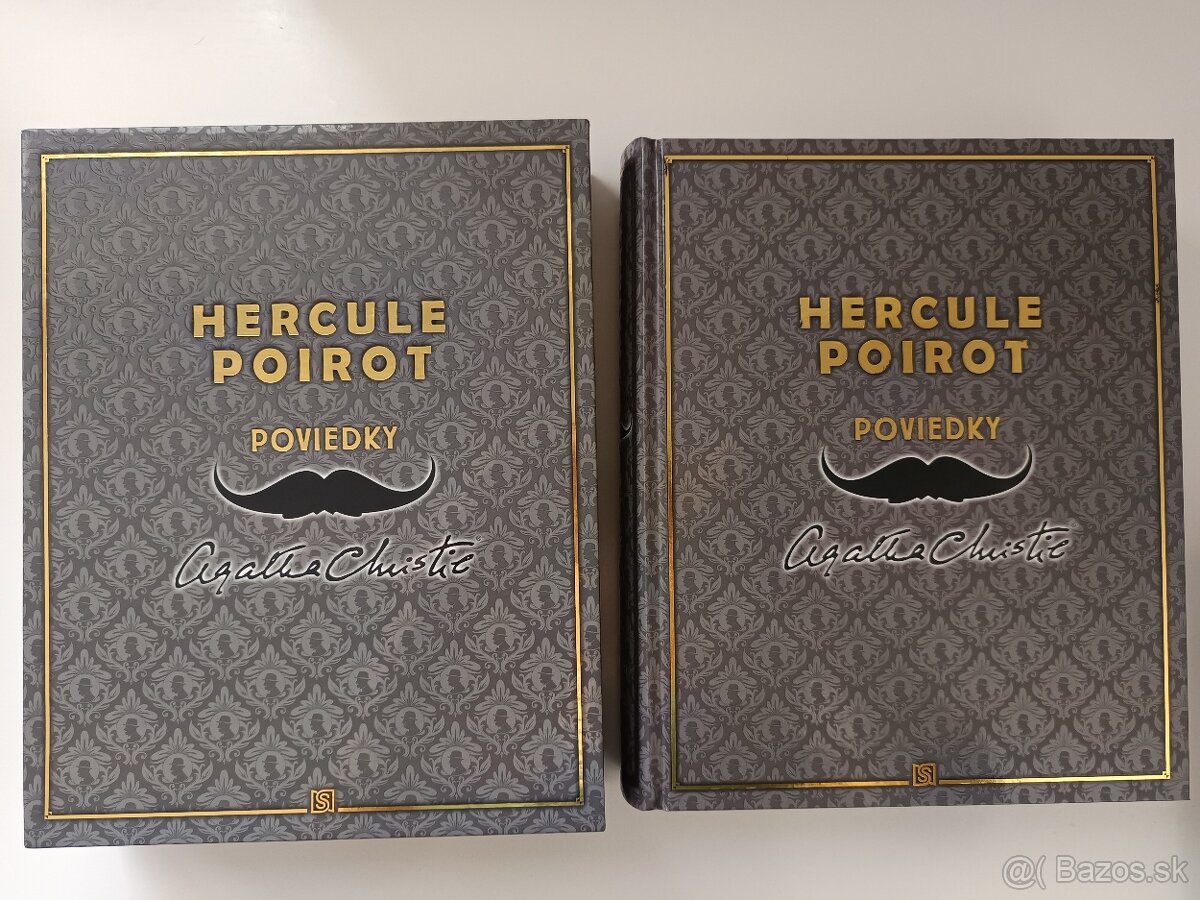 HERCULE
POIROT
POVIEDKY
Agatha Christie
S
HERCULE
POIROT
POVIEDKY
Agatha Christie
S
@( Bazos.sk